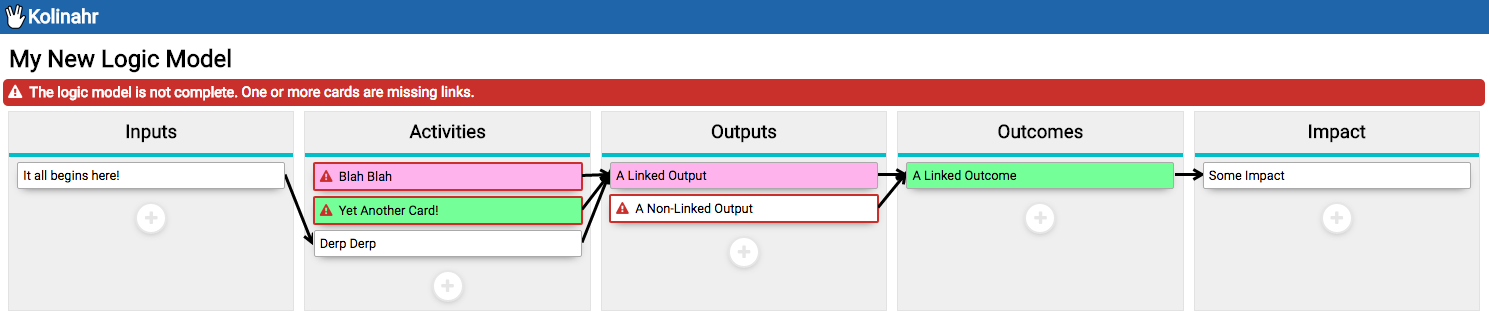 Kolinahr
My New Logic Model
The logic model is not complete. One or more cards are missing links.
Inputs
It all begins here!
Activities
Blah Blah
Yet Another Card!
Derp Derp
Outputs
A Linked Output
A Non-Linked Output
Outcomes
A Linked Outcome
Impact
Some Impact